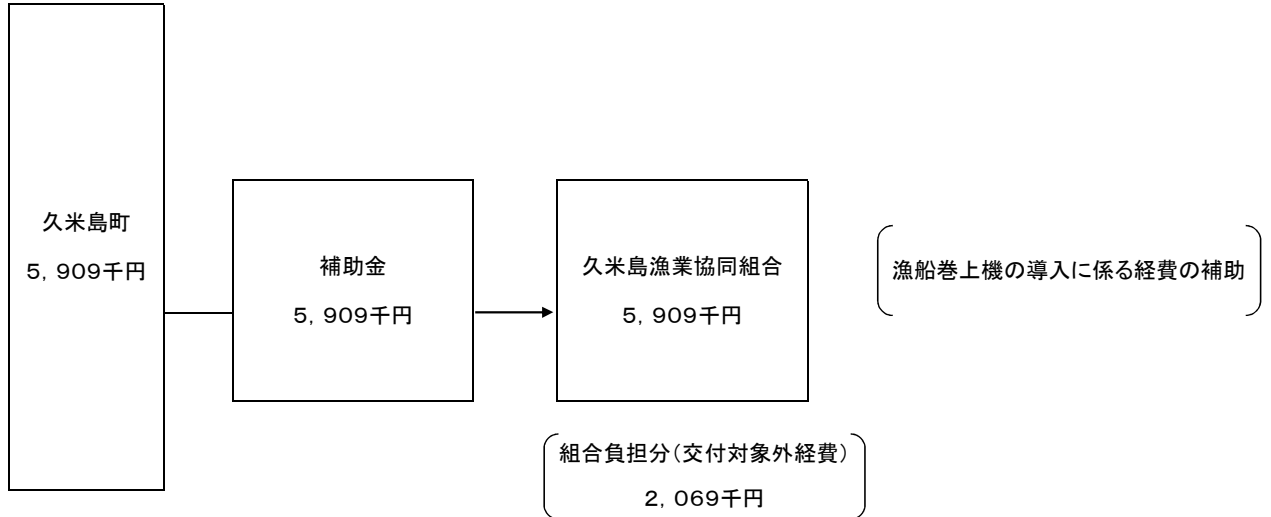 久米島町
5，909千円
補助金
5，909千円
久米島漁業協同組合
5，909千円
漁船巻上機の導入に係る経費の補助
組合負担分（交付対象外経費）
2，069千円